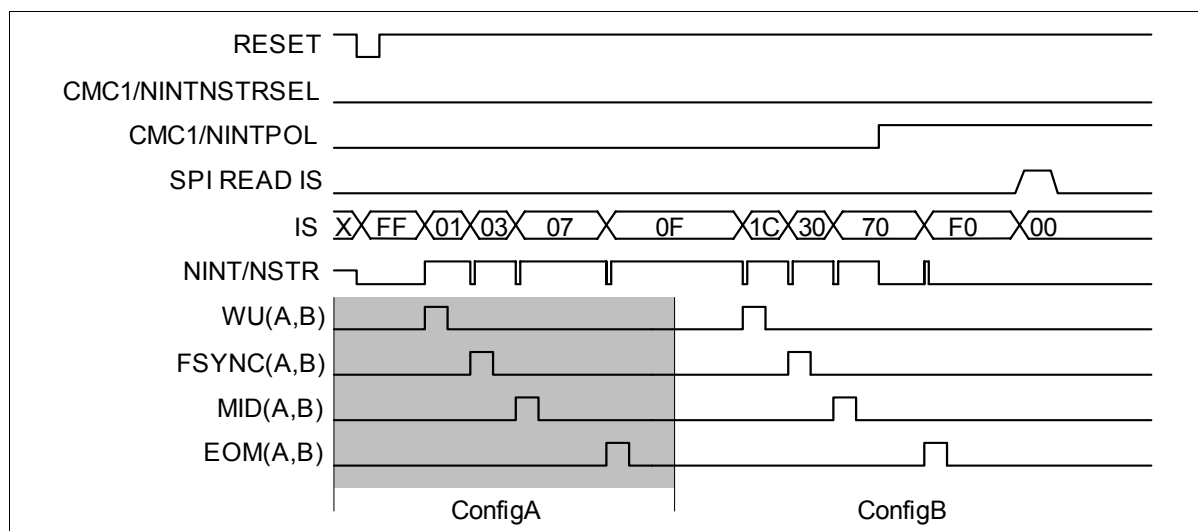 RESET
CMC1/NINTNSTRSEL
CMC1/NINTPOL
SPI READ IS
IS X FF 01 03 07 0F 1C 30 70 F0 00
NINT/NSTR
WU(A,B)
FSYNC(A,B)
MID(A,B)
EOM(A,B)
ConfigA ConfigB